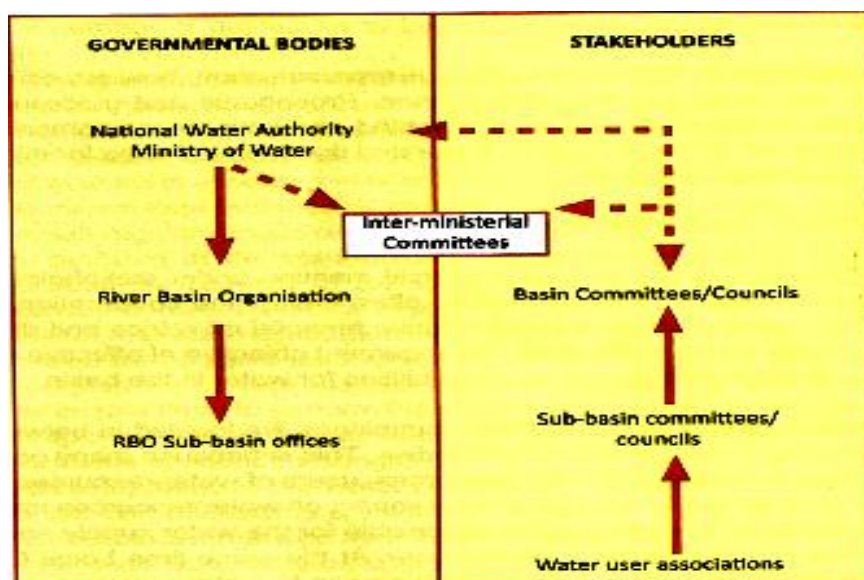 GOVERNMENTAL BODIES
STAKEHOLDERS
National Water Authority
Ministry of Water
Inter-ministerial
Committees
River Basin Organisation
Basin Committees/Councils
RBO Sub-basin offices
Sub-basin committees/
councils
Water user associations